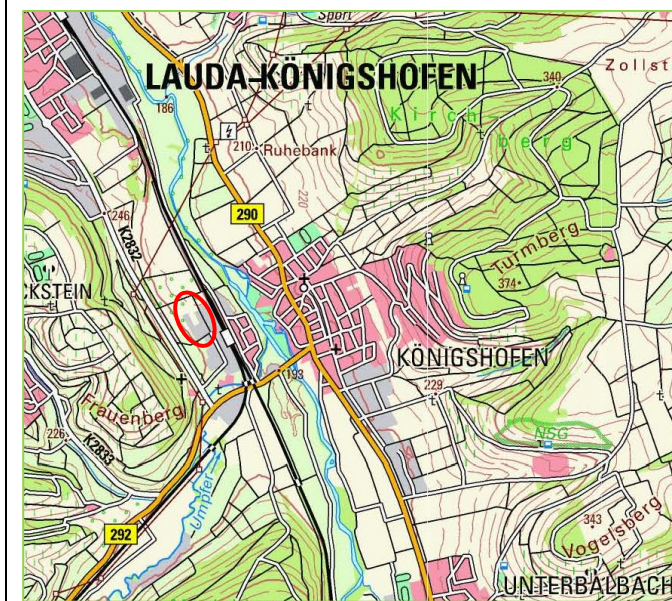 Sport
Zollst
LAUDA-KÖNIGSHOFEN
340
186
Kirch-
berg
210
Ruhebank
220
290
246
K2832
Turmberg
374
CKSTEIN
KÖNIGSHOFEN
193
229
Frauenberg
226
K2833
NSG
Umpfer
292
343
Vogelsberg
UNTERBALBACH